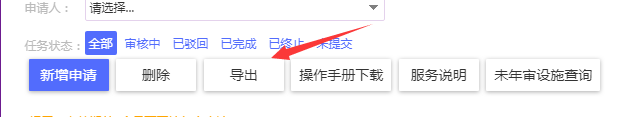 申请人： 请选择...
任务状态： 全部 审核中 已驳回 已完成 已终止 未提交
新增申请 删除 导出 操作手册下载 服务说明 未年审设施查询